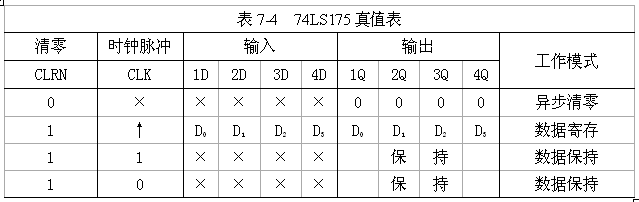 表 7-4 74LS175 真值表
清零 时钟脉冲 输入 输出 工作模式
CLRN CLK 1D 2D 3D 4D 1Q 2Q 3Q 4Q
0 × × × × × 0 0 0 0 异步清零
1 ↑ D₀ D₁ D₂ D₃ D₀ D₁ D₂ D₃ 数据寄存
1 1 × × × × 保 持 数据保持
1 0 × × × × 保 持 数据保持